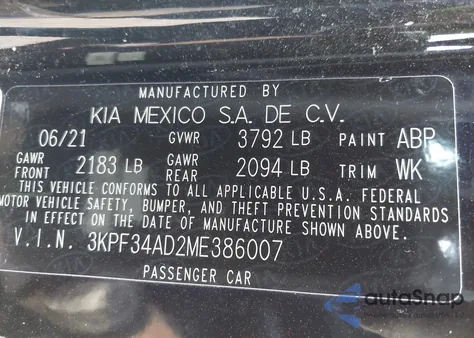 MANUFACTURED BY
KIA MEXICO S.A. DE C.V.
06/21 GVWR 3792 LB PAINT ABP
GAWR FRONT 2183 LB GAWR REAR 2094 LB TRIM WK
THIS VEHICLE CONFORMS TO ALL APPLICABLE U.S.A. FEDERAL
MOTOR VEHICLE SAFETY, BUMPER, AND THEFT PREVENTION STANDARDS
IN EFFECT ON THE DATE OF MANUFACTURE SHOWN ABOVE.
V.I.N. 3KPF34AD2ME386007
PASSENGER CAR
autoSnap